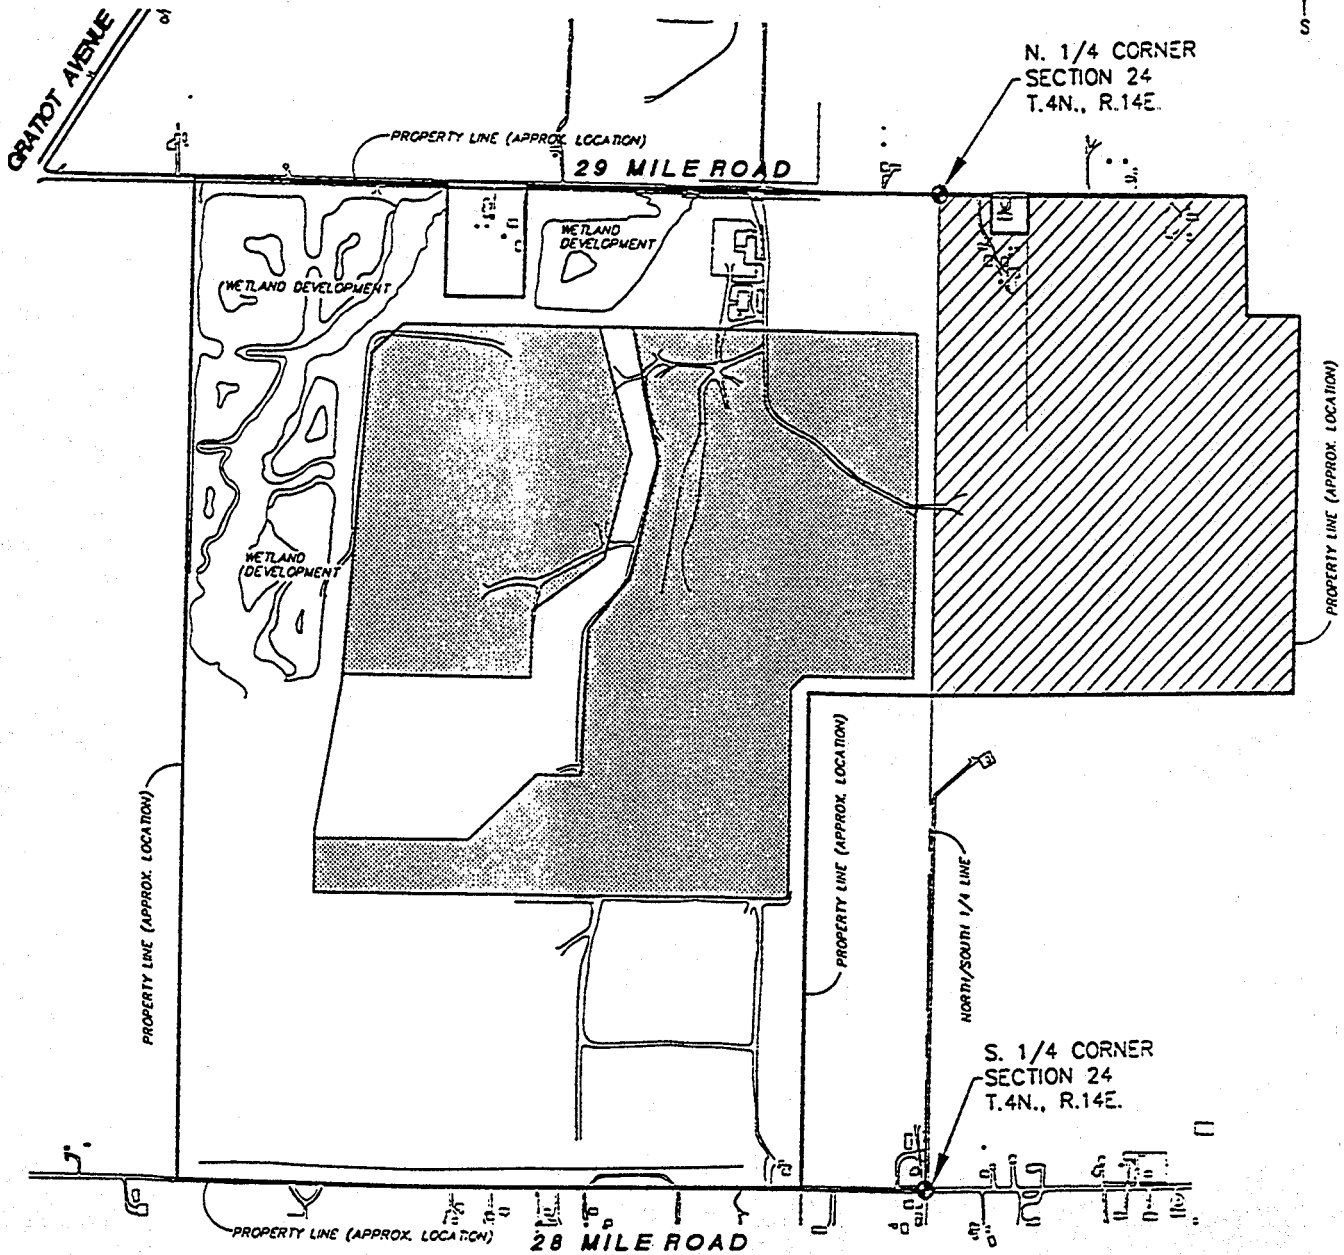 S
GRATIOT AVENUE
N. 1/4 CORNER
SECTION 24
T.4N., R.14E.
PROPERTY LINE (APPROX. LOCATION)
29 MILE ROAD
WETLAND
DEVELOPMENT
WETLAND DEVELOPMENT
PROPERTY LINE (APPROX. LOCATION)
WETLAND
DEVELOPMENT
PROPERTY LINE (APPROX. LOCATION)
PROPERTY LINE (APPROX. LOCATION)
NORTH/SOUTH 1/4 LINE
S. 1/4 CORNER
SECTION 24
T.4N., R.14E.
PROPERTY LINE (APPROX. LOCATION)
28 MILE ROAD